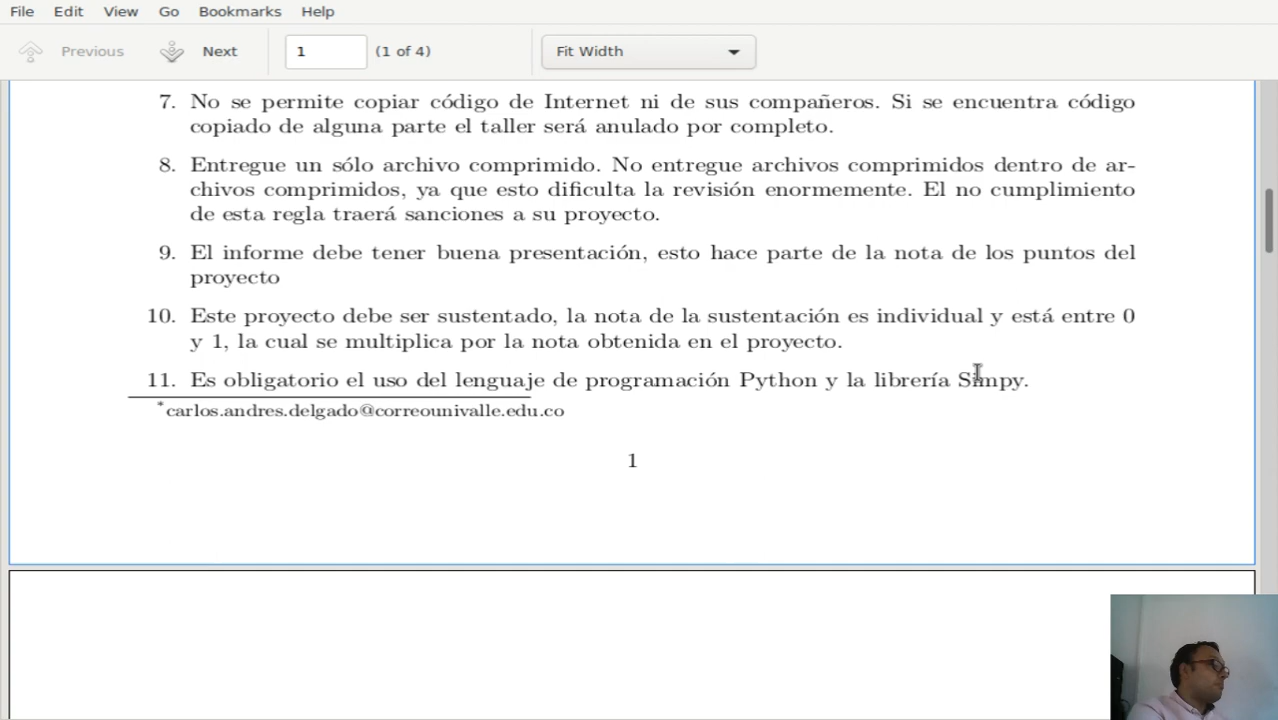 File Edit View Go Bookmarks Help
Previous Next 1 (1 of 4) Fit Width
7. No se permite copiar código de Internet ni de sus compañeros. Si se encuentra código
copiado de alguna parte el taller será anulado por completo.
8. Entregue un sólo archivo comprimido. No entregue archivos comprimidos dentro de ar-
chivos comprimidos, ya que esto dificulta la revisión enormemente. El no cumplimiento
de esta regla traerá sanciones a su proyecto.
9. El informe debe tener buena presentación, esto hace parte de la nota de los puntos del
proyecto
10. Este proyecto debe ser sustentado, la nota de la sustentación es individual y está entre 0
y 1, la cual se multiplica por la nota obtenida en el proyecto.
11. Es obligatorio el uso del lenguaje de programación Python y la librería Simpy.
*carlos.andres.delgado@correounivalle.edu.co
1